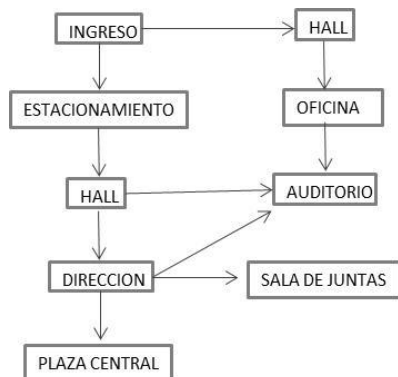 INGRESO
HALL
ESTACIONAMIENTO
OFICINA
HALL
AUDITORIO
DIRECCION
SALA DE JUNTAS
PLAZA CENTRAL